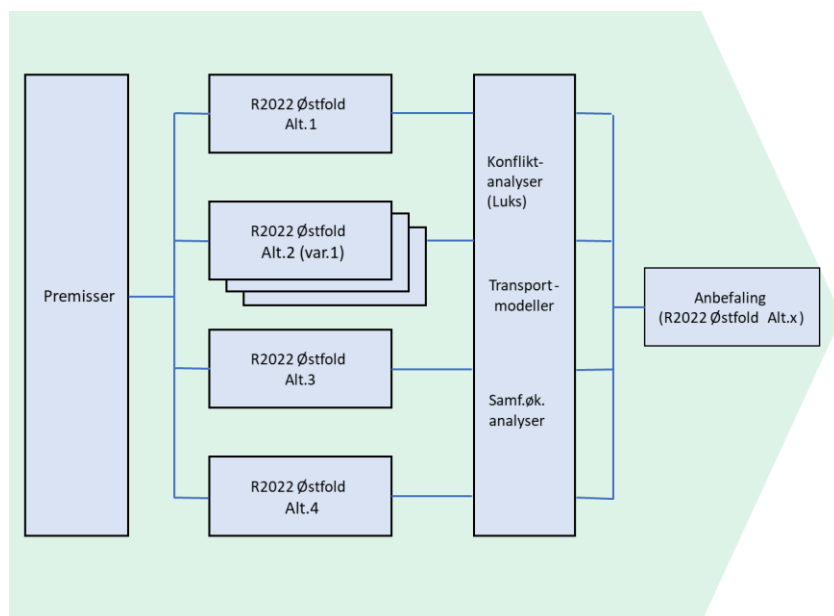 Premisser
R2022 Østfold
Alt.1
R2022 Østfold
Alt.2 (var.1)
R2022 Østfold
Alt.3
R2022 Østfold
Alt.4
Konflikt-
analyser
(Luks)
Transport-
modeller
Samf.øk.
analyser
Anbefaling
(R2022 Østfold Alt.x)